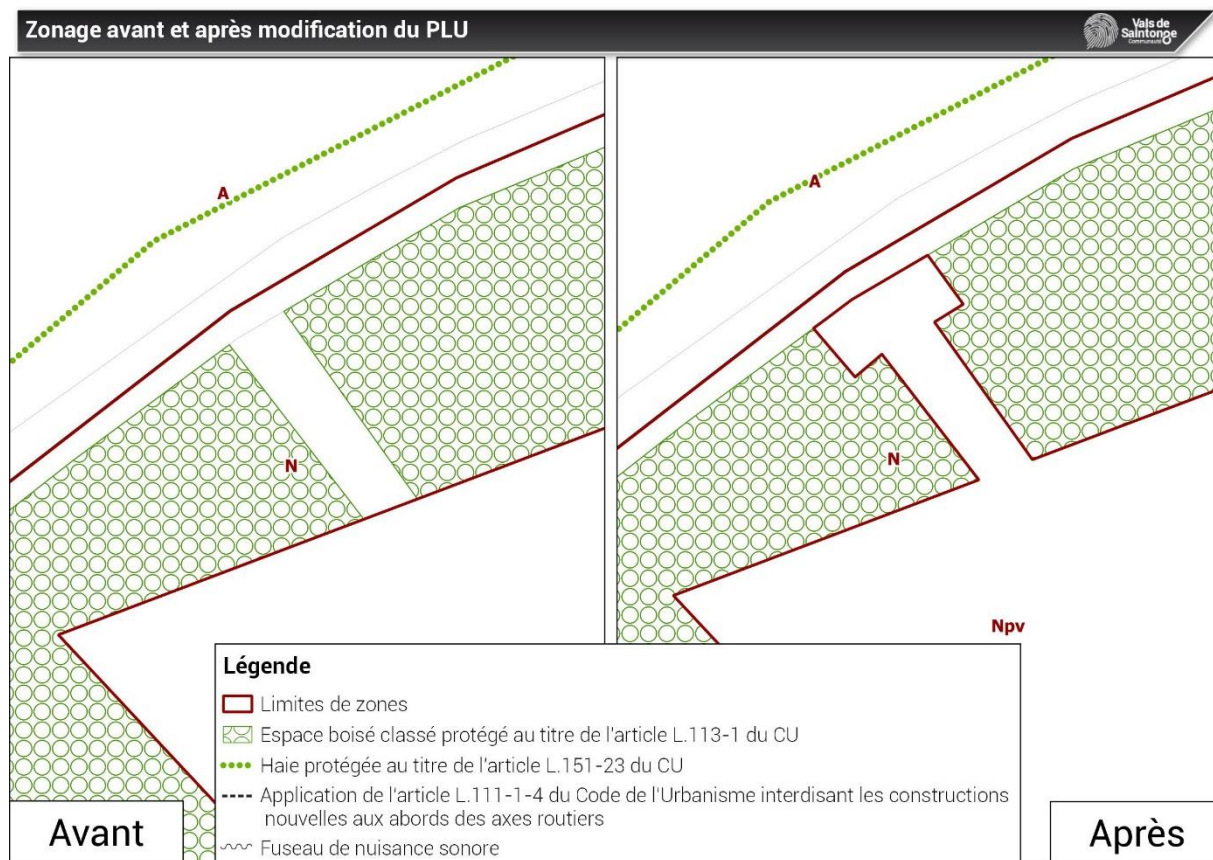 Zonage avant et après modification du PLU
Vals de
Saintonge
Communauté
A
N
A
N
Npv
Légende
Limites de zones
Espace boisé classé protégé au titre de l'article L.113-1 du CU
Haie protégée au titre de l'article L.151-23 du CU
Application de l'article L.111-1-4 du Code de l'Urbanisme interdisant les constructions
nouvelles aux abords des axes routiers
Fuseau de nuisance sonore
Avant
Après